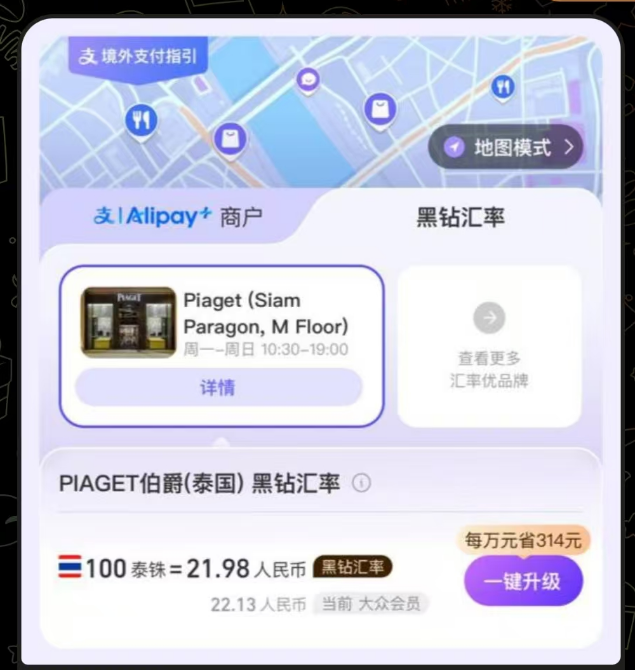 支 境外支付指引
地图模式
支 Alipay+ 商户
黑钻汇率
PIAGET
Piaget (Siam
Paragon, M Floor)
周一-周日 10:30-19:00
详情
查看更多
汇率优品牌
PIAGET伯爵(泰国) 黑钻汇率
每万元省314元
100 泰铢=21.98 人民币 黑钻汇率
一键升级
22.13 人民币 当前 大众会员